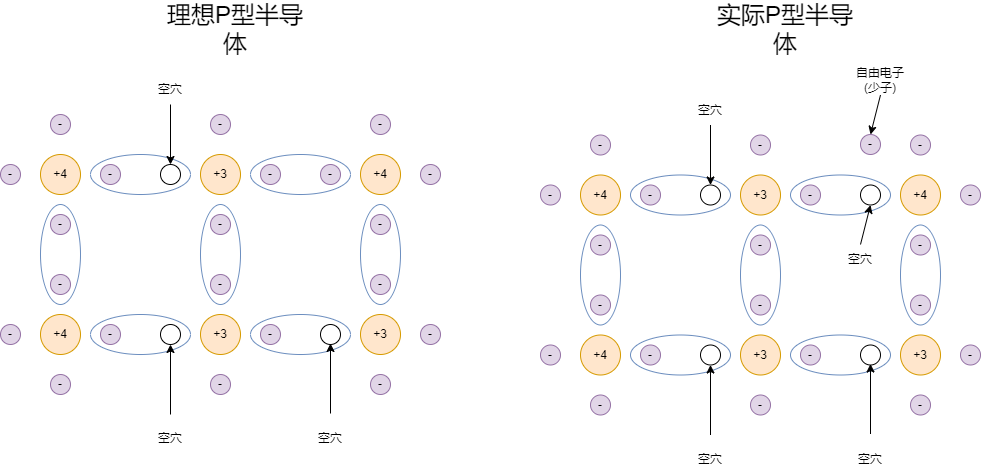 理想P型半导
体
空穴
- - -
- +4 - +3 - - +4 -
- - -
- - -
- +4 - +3 - +3 -
- - -
空穴 空穴
实际P型半导
体
自由电子
(少子)
空穴
- - - -
- +4 - +3 - +4 -
- - -
空穴
- - -
- +4 - +3 - +3 -
- - -
空穴 空穴